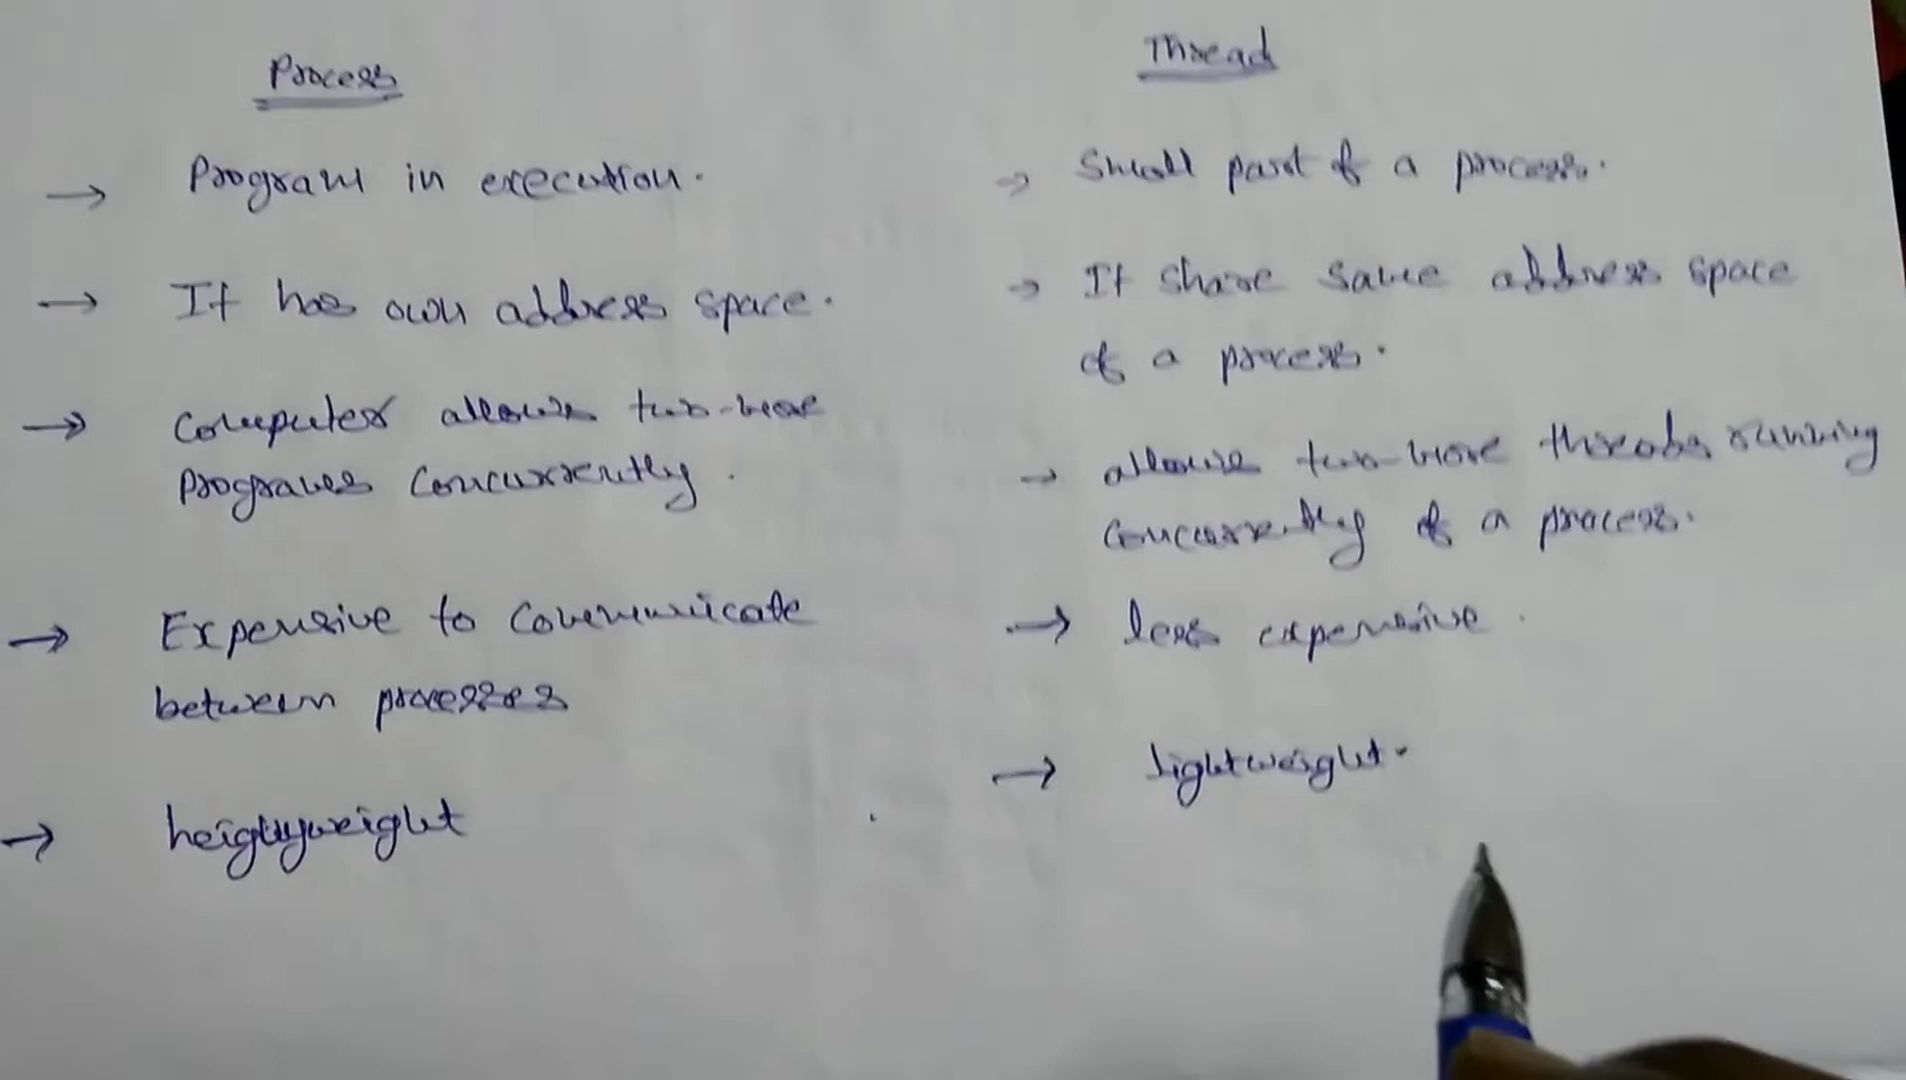 Process
→ Program in execution.
→ It has own address space.
→ Computer allows two-more
programes concurrently.
→ Expensive to communicate
between processes
→ heighyweight
Thread
→ Small part of a process.
→ It share same address space
of a process.
→ allows two-more threads running
concurrently of a process.
→ less expensive.
→ lightweight.